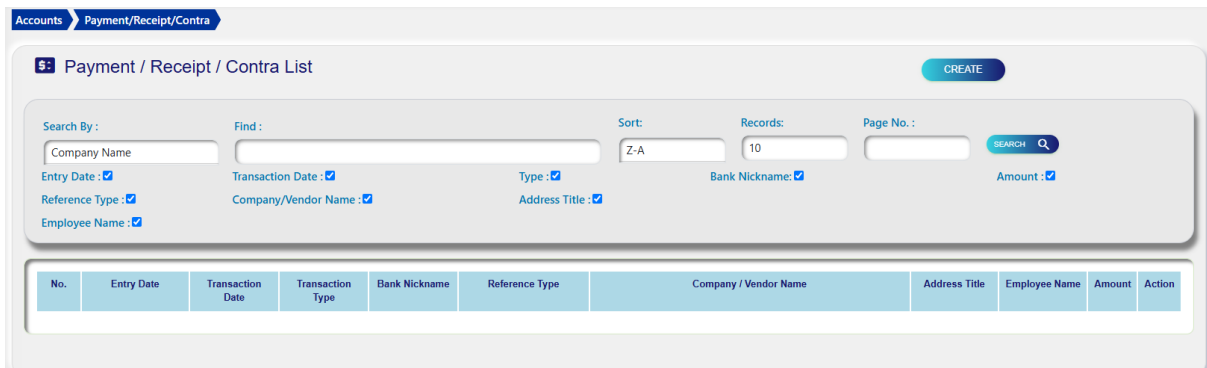 Accounts Payment/Receipt/Contra
Payment / Receipt / Contra List
CREATE
Search By :
Find :
Sort:
Records:
Page No. :
Company Name
Z-A
10
SEARCH
Entry Date :
Transaction Date :
Type :
Bank Nickname:
Amount :
Reference Type :
Company/Vendor Name :
Address Title :
Employee Name :
No.
Entry Date
Transaction
Date
Transaction
Type
Bank Nickname
Reference Type
Company / Vendor Name
Address Title
Employee Name
Amount
Action